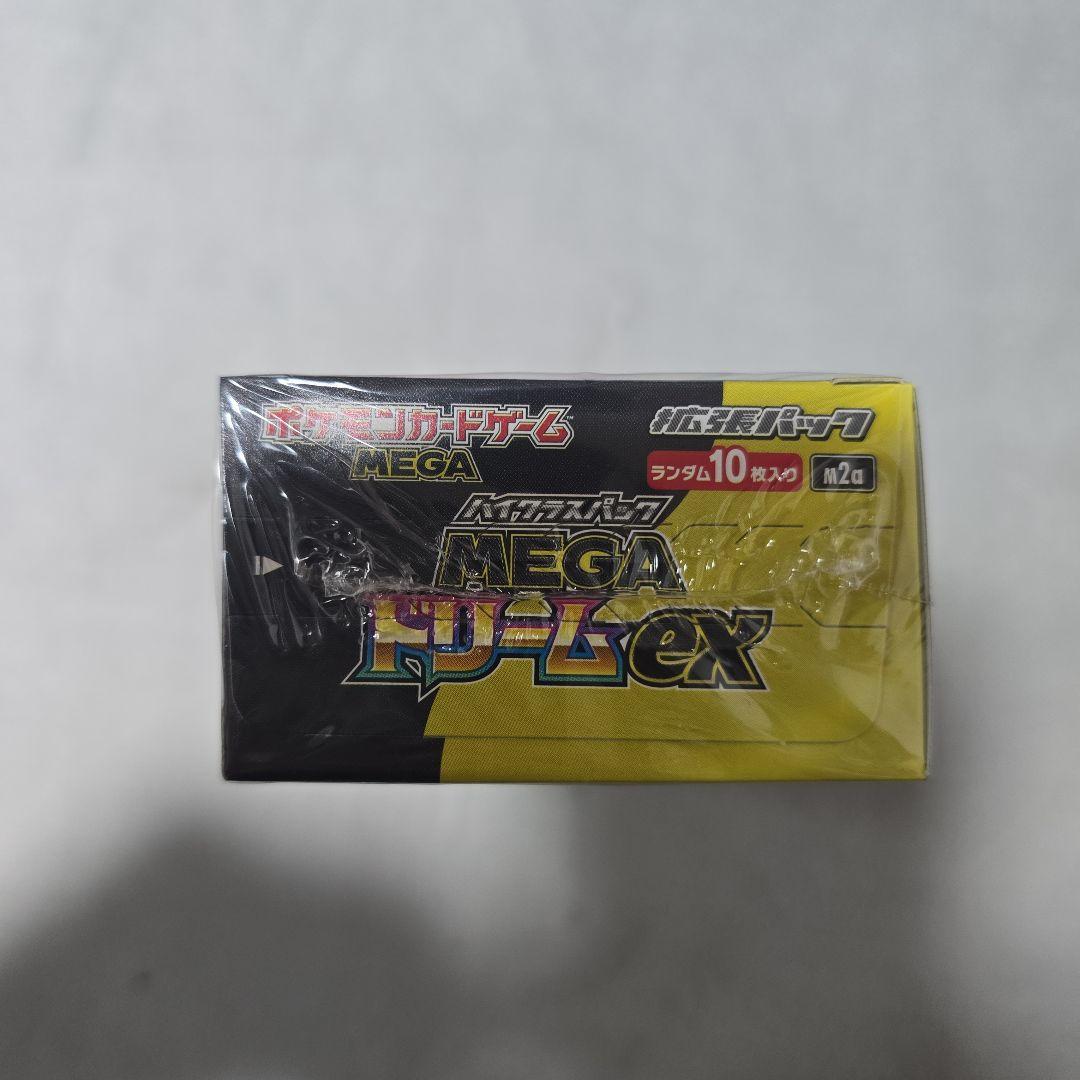 ポケモンカードゲーム™
MEGA
拡張パック
ランダム10枚入り
M2a
ハイクラスパック
MEGA
ドリームex